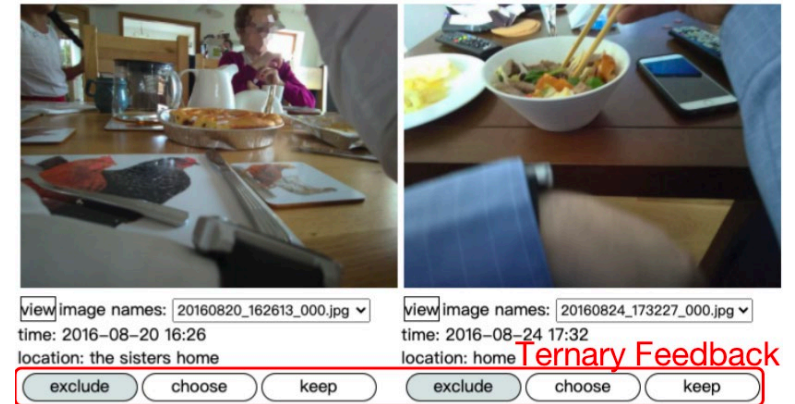 view image names: 20160820_162613_000.jpg
time: 2016-08-20 16:26
location: the sisters home
exclude choose keep
view image names: 20160824_173227_000.jpg
time: 2016-08-24 17:32
location: home
Ternary Feedback
exclude choose keep